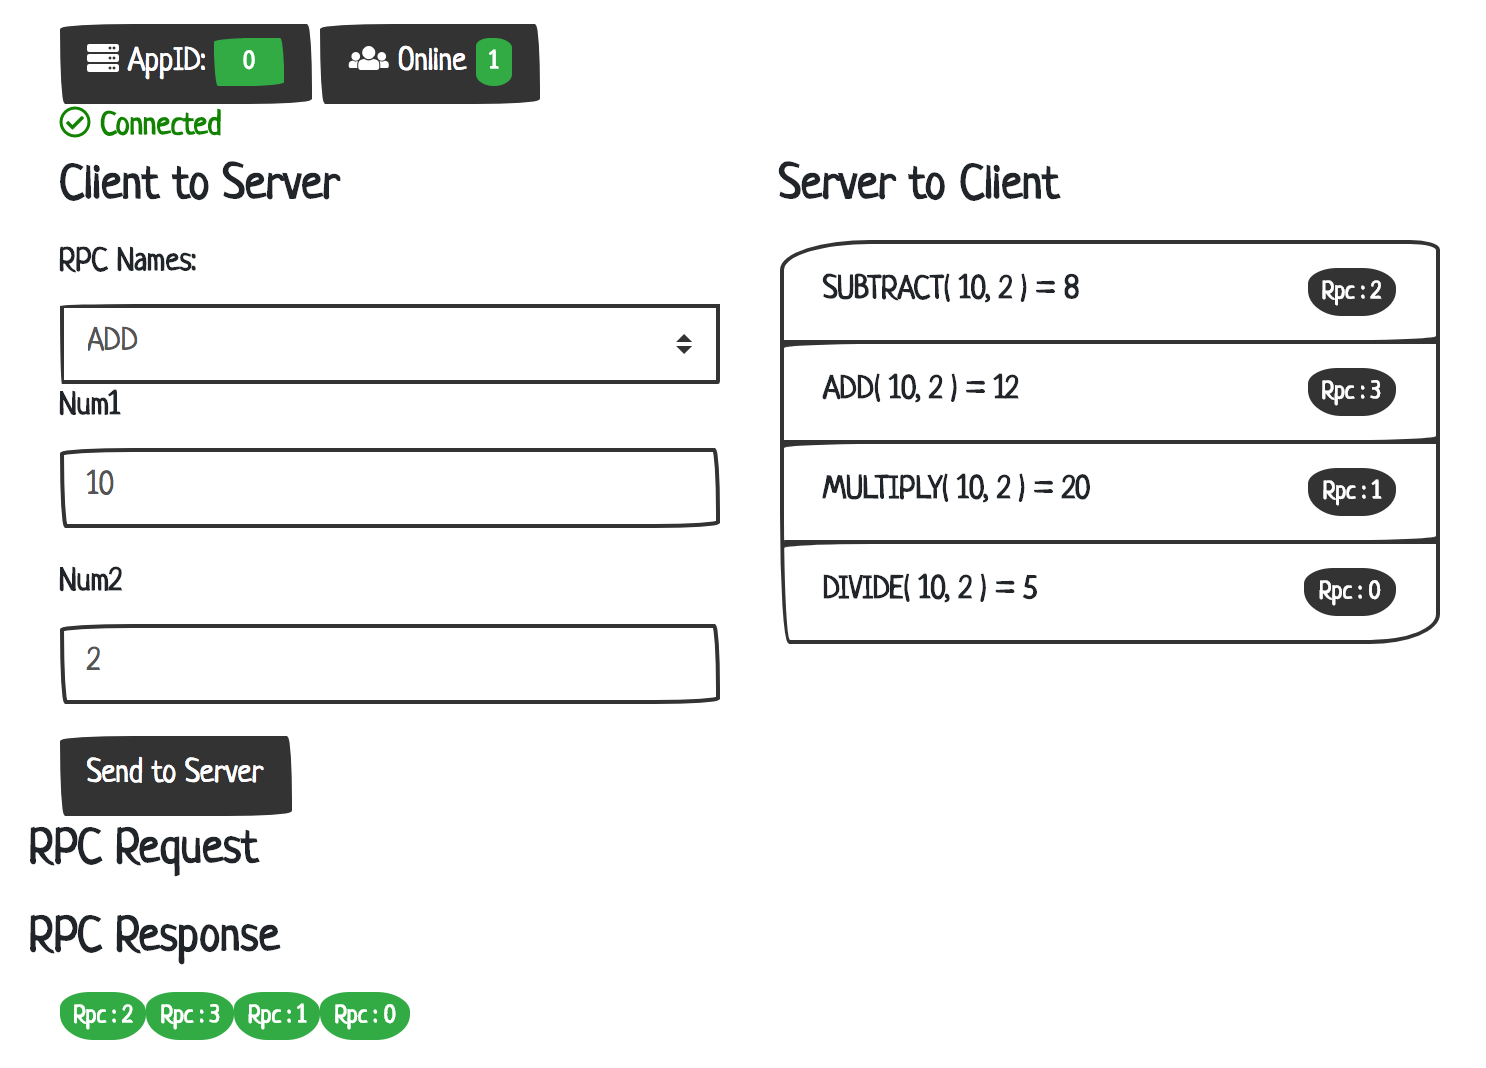 AppID: 0
Online 1
Connected
Client to Server
RPC Names:
ADD
Num1
10
Num2
2
Send to Server
Server to Client
SUBTRACT( 10, 2 ) = 8 Rpc : 2
ADD( 10, 2 ) = 12 Rpc : 3
MULTIPLY( 10, 2 ) = 20 Rpc : 1
DIVIDE( 10, 2 ) = 5 Rpc : 0
RPC Request
RPC Response
Rpc : 2 Rpc : 3 Rpc : 1 Rpc : 0